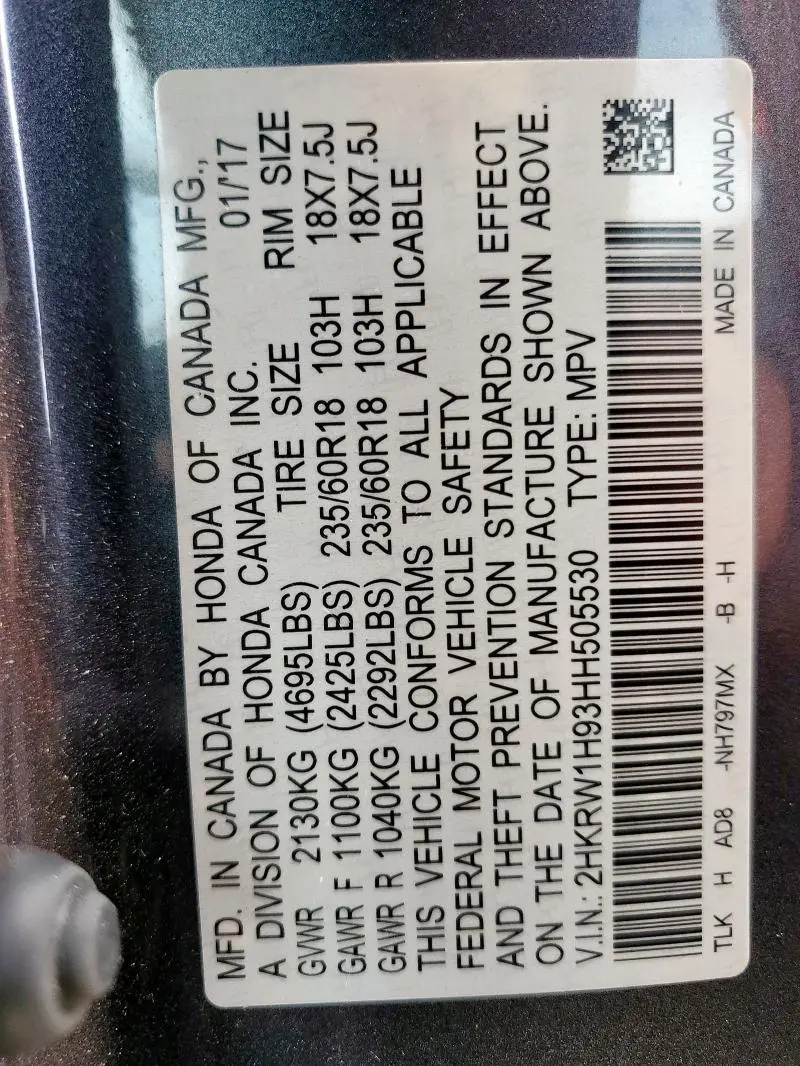 MFD. IN CANADA BY HONDA OF CANADA MFG.,
A DIVISION OF HONDA CANADA INC. 01/'17
GVWR 2130KG (4695LBS) TIRE SIZE RIM SIZE
GAWR F 1100KG (2425LBS) 235/60R18 103H 18X7.5J
GAWR R 1040KG (2292LBS) 235/60R18 103H 18X7.5J
THIS VEHICLE CONFORMS TO ALL APPLICABLE
FEDERAL MOTOR VEHICLE SAFETY
AND THEFT PREVENTION STANDARDS IN EFFECT
ON THE DATE OF MANUFACTURE SHOWN ABOVE.
V.I.N.: 2HKRW1H93HH505530 TYPE: MPV
TLK H AD8 -NH797MX -B -H MADE IN CANADA